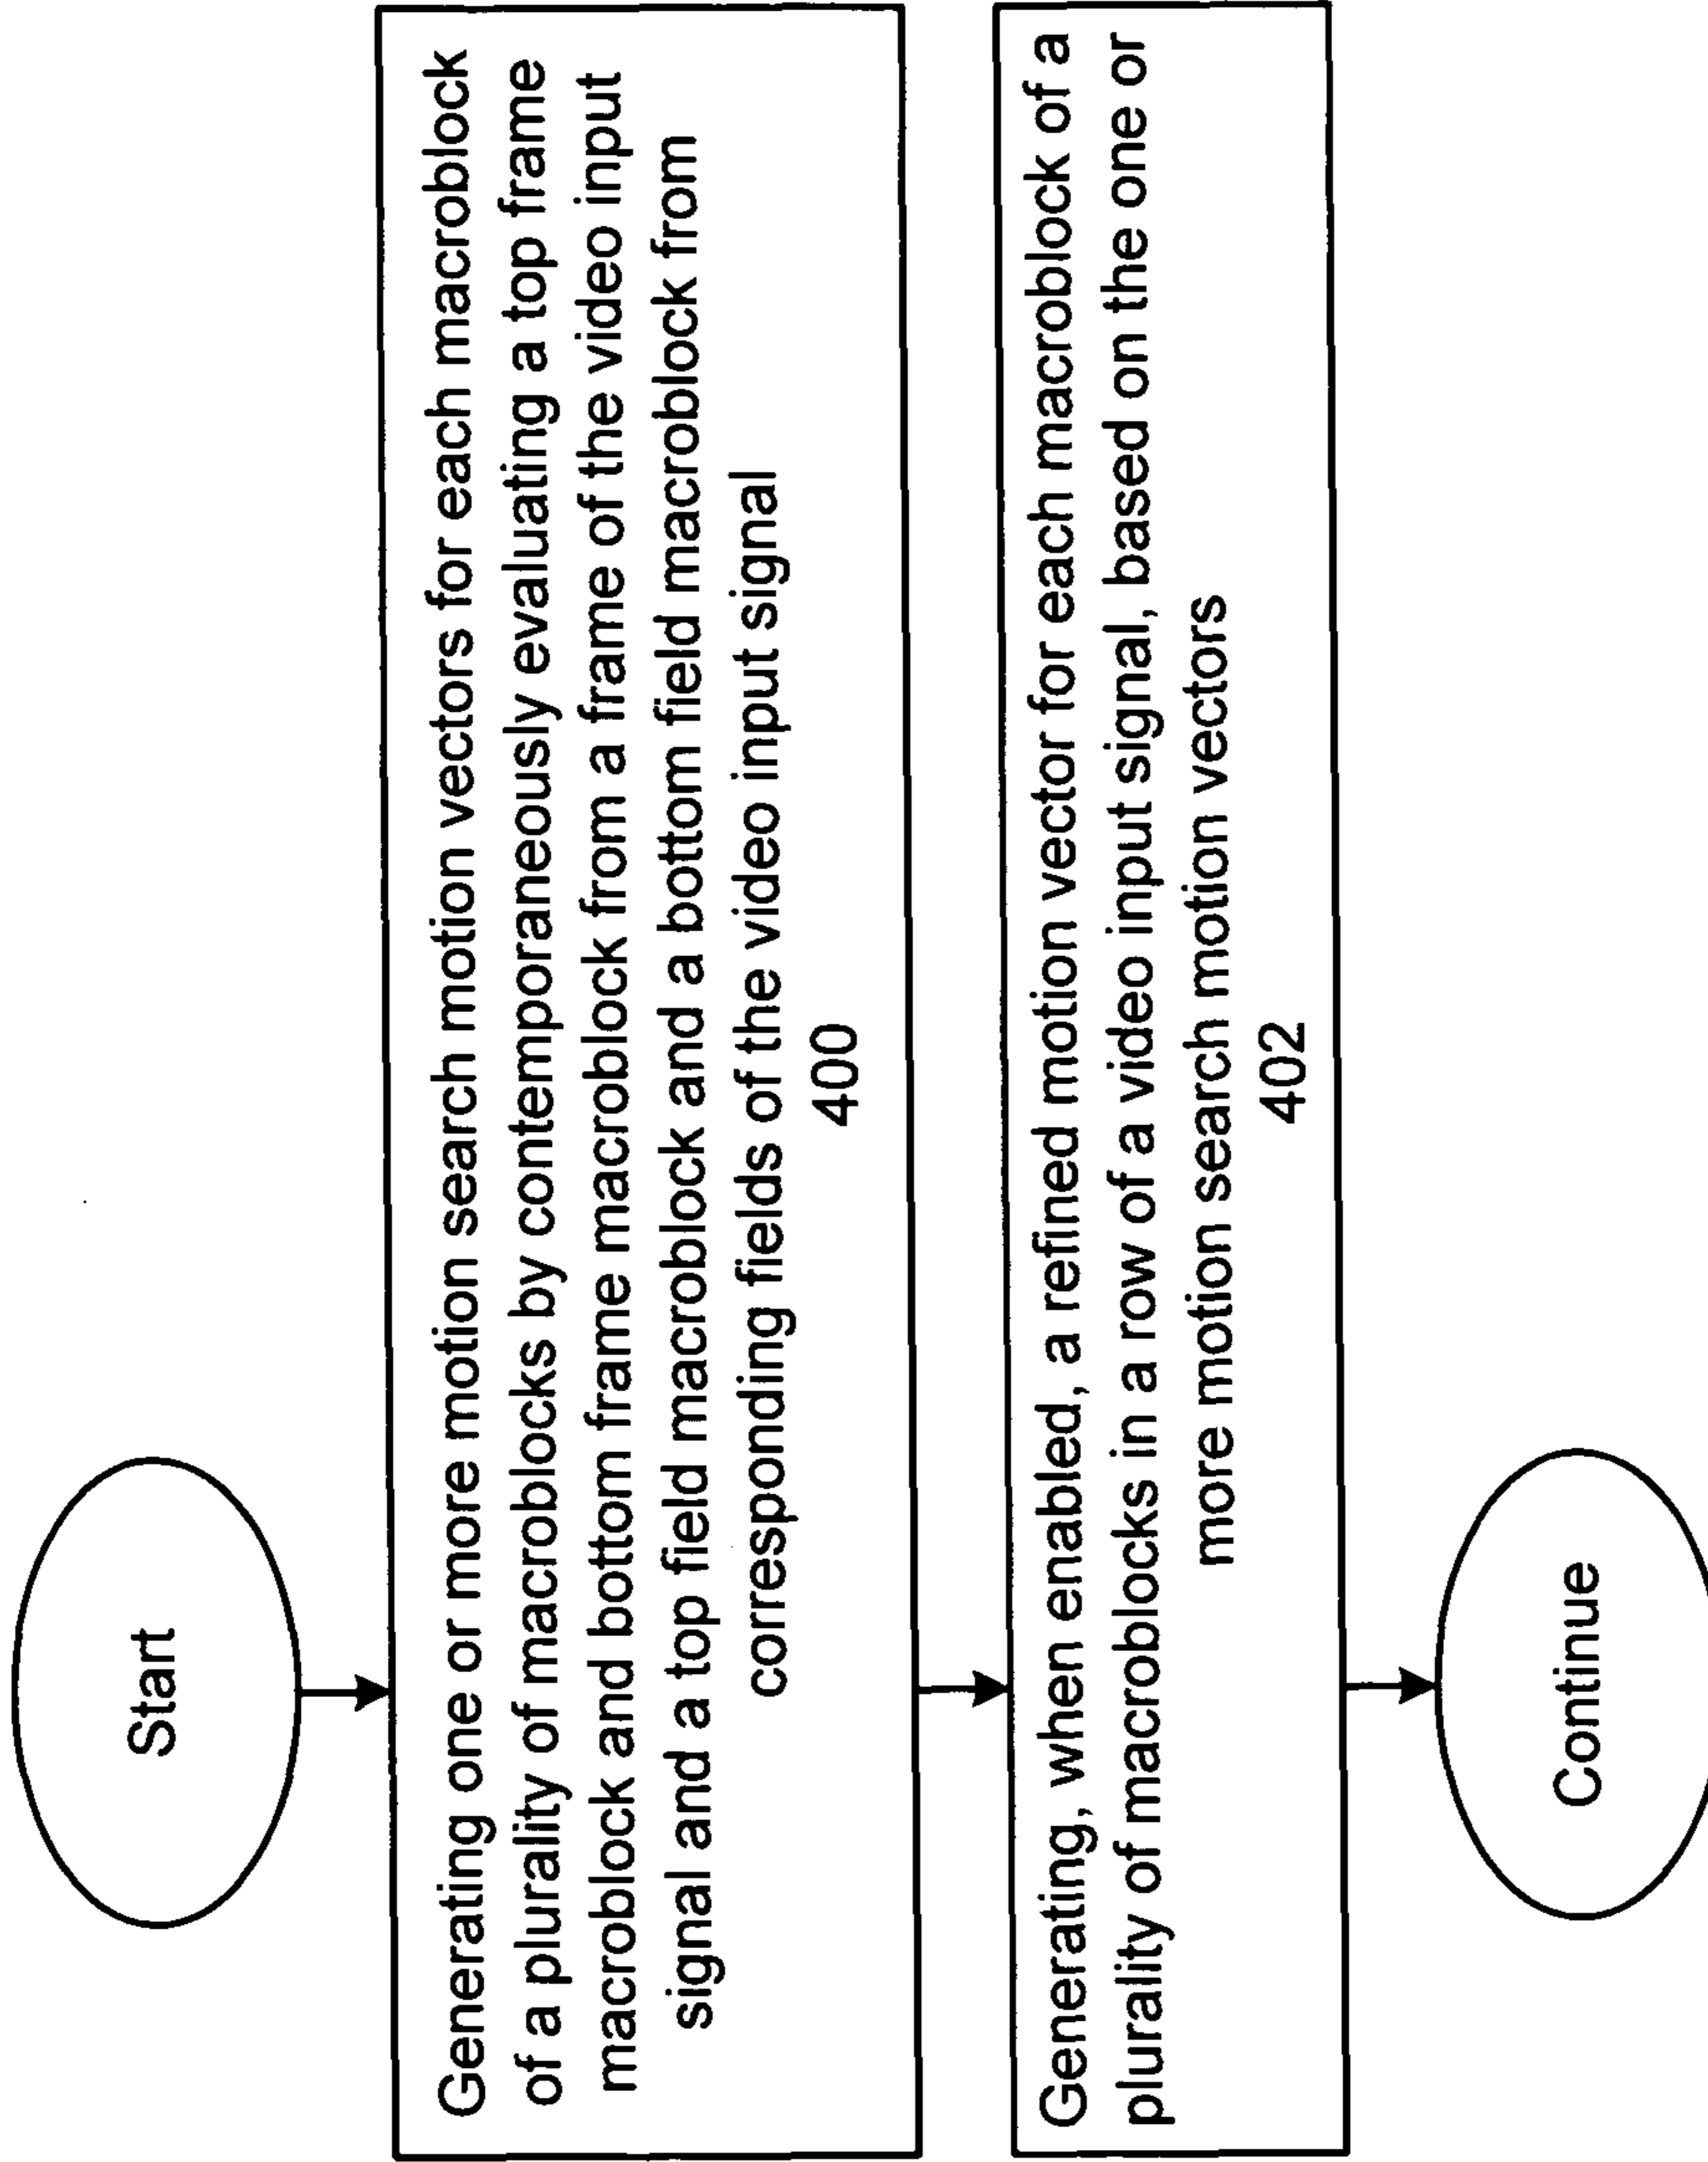 Start
Generating one or more motion search motion vectors for each macroblock
of a plurality of macroblocks by contemporaneously evaluating a top frame
macroblock and bottom frame macroblock from a frame of the video input
signal and a top field macroblock and a bottom field macroblock from
corresponding fields of the video input signal
400
Generating, when enabled, a refined motion vector for each macroblock of a
plurality of macroblocks in a row of a video input signal, based on the one or
more motion search motion vectors
402
Continue